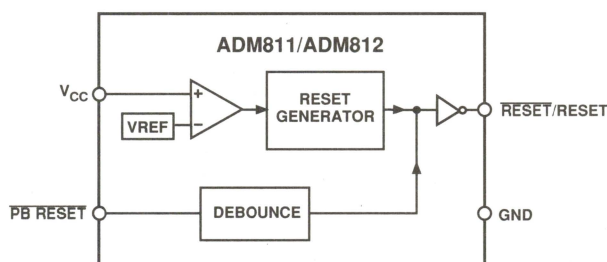 ADM811/ADM812
VCC
+
VREF
−
RESET
GENERATOR
RESET/RESET
PB RESET
DEBOUNCE
GND